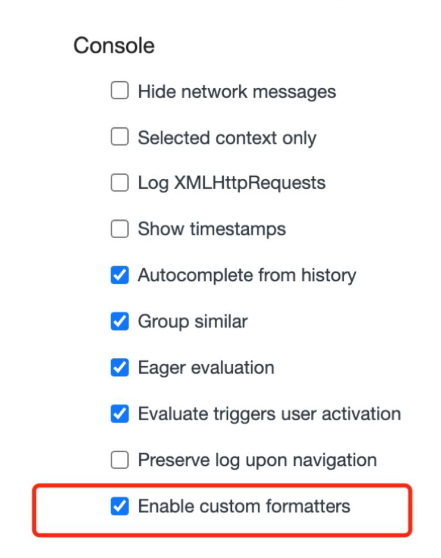 Console
Hide network messages
Selected context only
Log XMLHttpRequests
Show timestamps
Autocomplete from history
Group similar
Eager evaluation
Evaluate triggers user activation
Preserve log upon navigation
Enable custom formatters